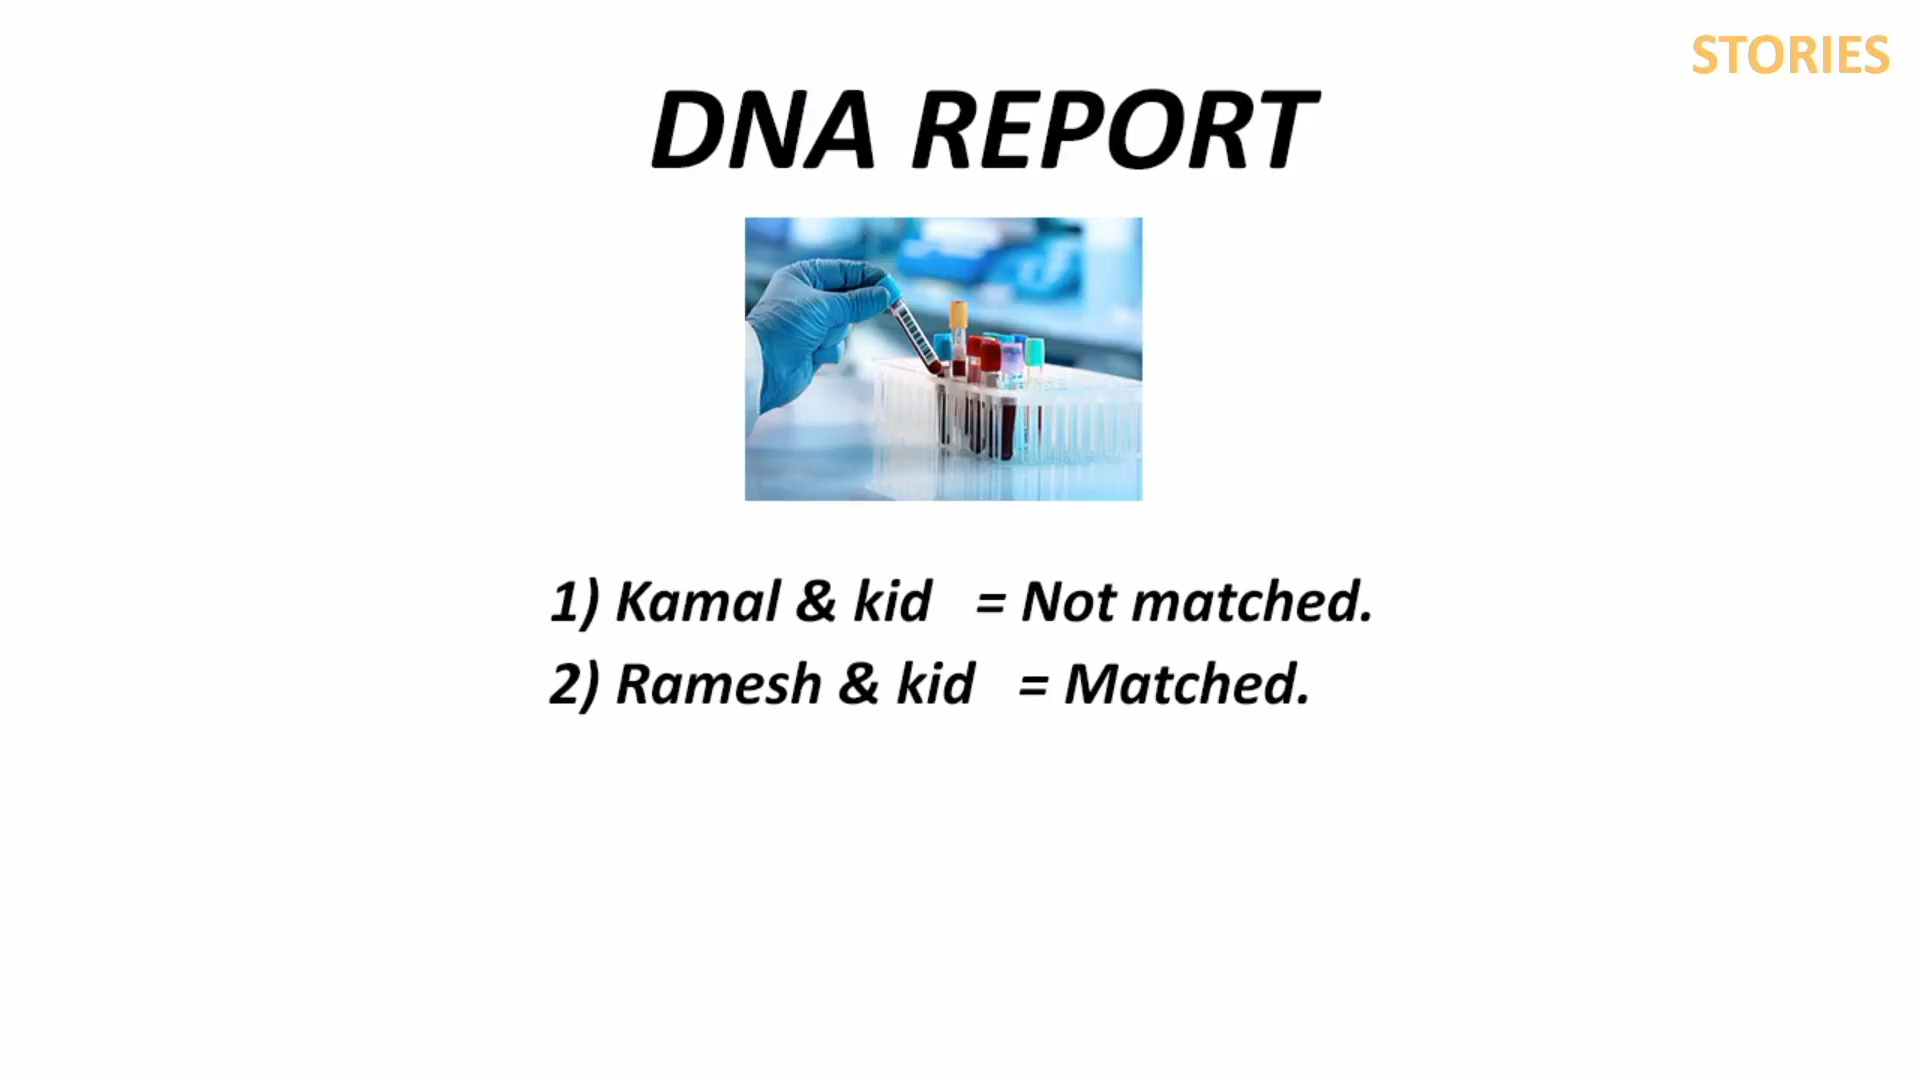 STORIES
DNA REPORT
1) Kamal & kid = Not matched.
2) Ramesh & kid = Matched.